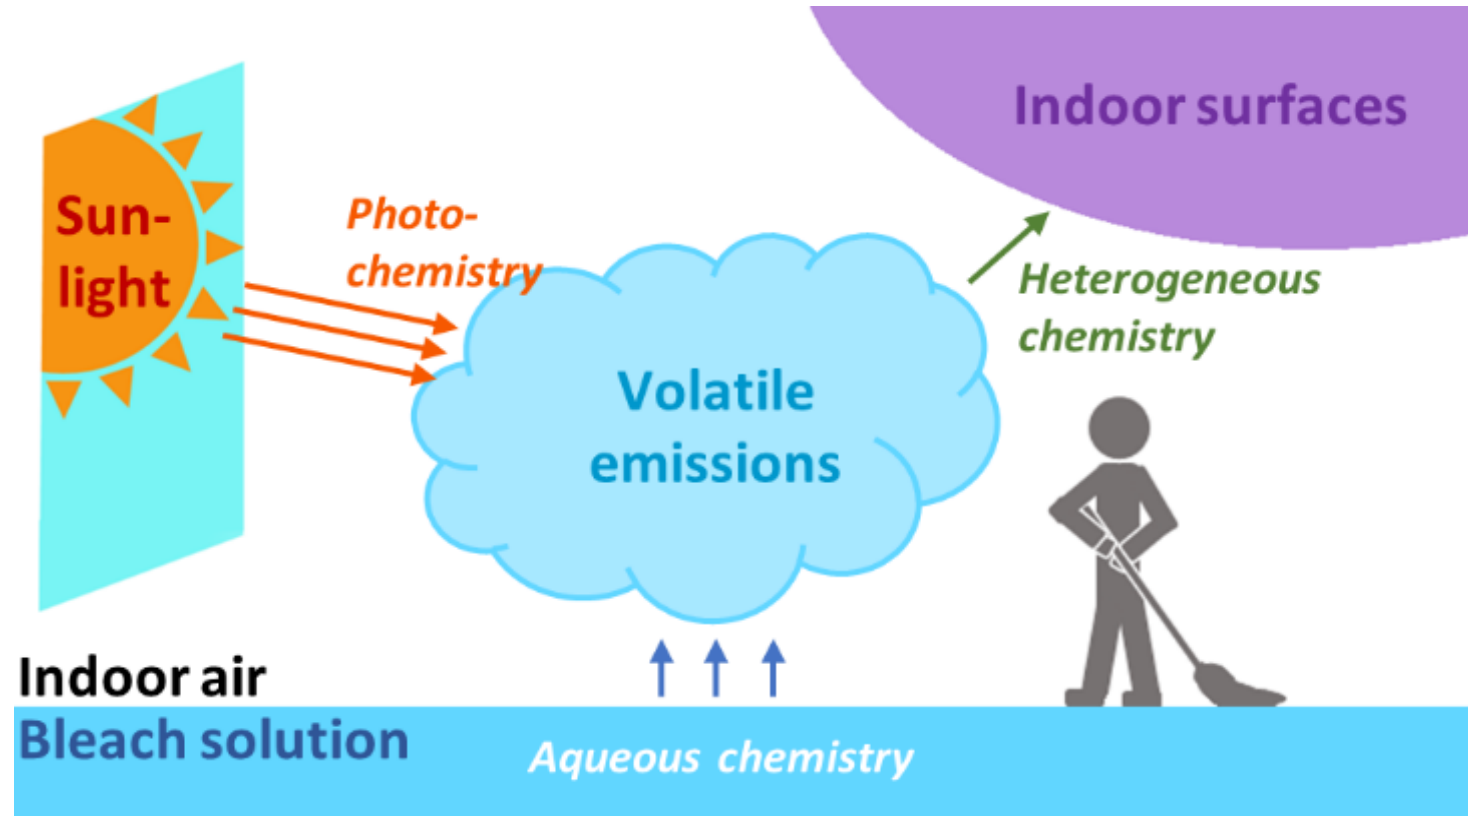 Indoor surfaces
Sun-
light
Photo-
chemistry
Heterogeneous
chemistry
Volatile
emissions
Indoor air
Bleach solution
Aqueous chemistry